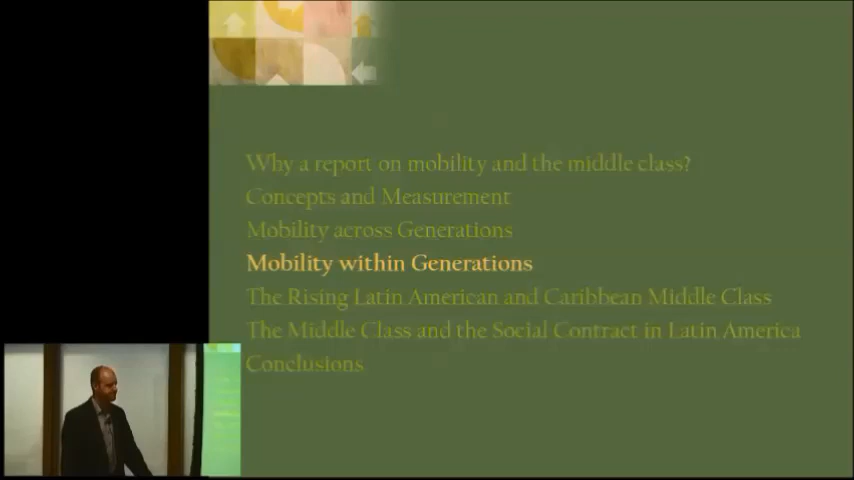 Why a report on mobility and the middle class?
Concepts and Measurement
Mobility across Generations
Mobility within Generations
The Rising Latin American and Caribbean Middle Class
The Middle Class and the Social Contract in Latin America
Conclusions